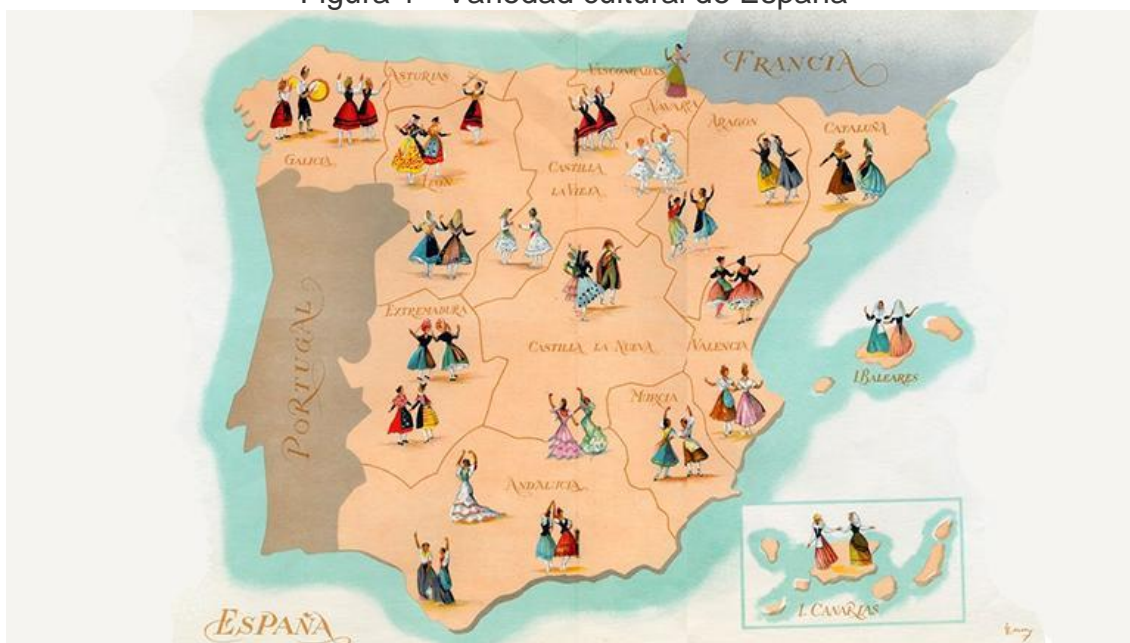 Figura 1 - Variedad cultural de España
FRANCIA
ASTURIAS
VASCONGADAS
NAVARRA
ARAGON
CATALUÑA
GALICIA
LEON
CASTILLA
LA VIEJA
PORTUGAL
EXTREMADURA
CASTILLA LA NUEVA
VALENCIA
I.BALEARES
MURCIA
ANDALUCIA
I. CANARIAS
ESPAÑA